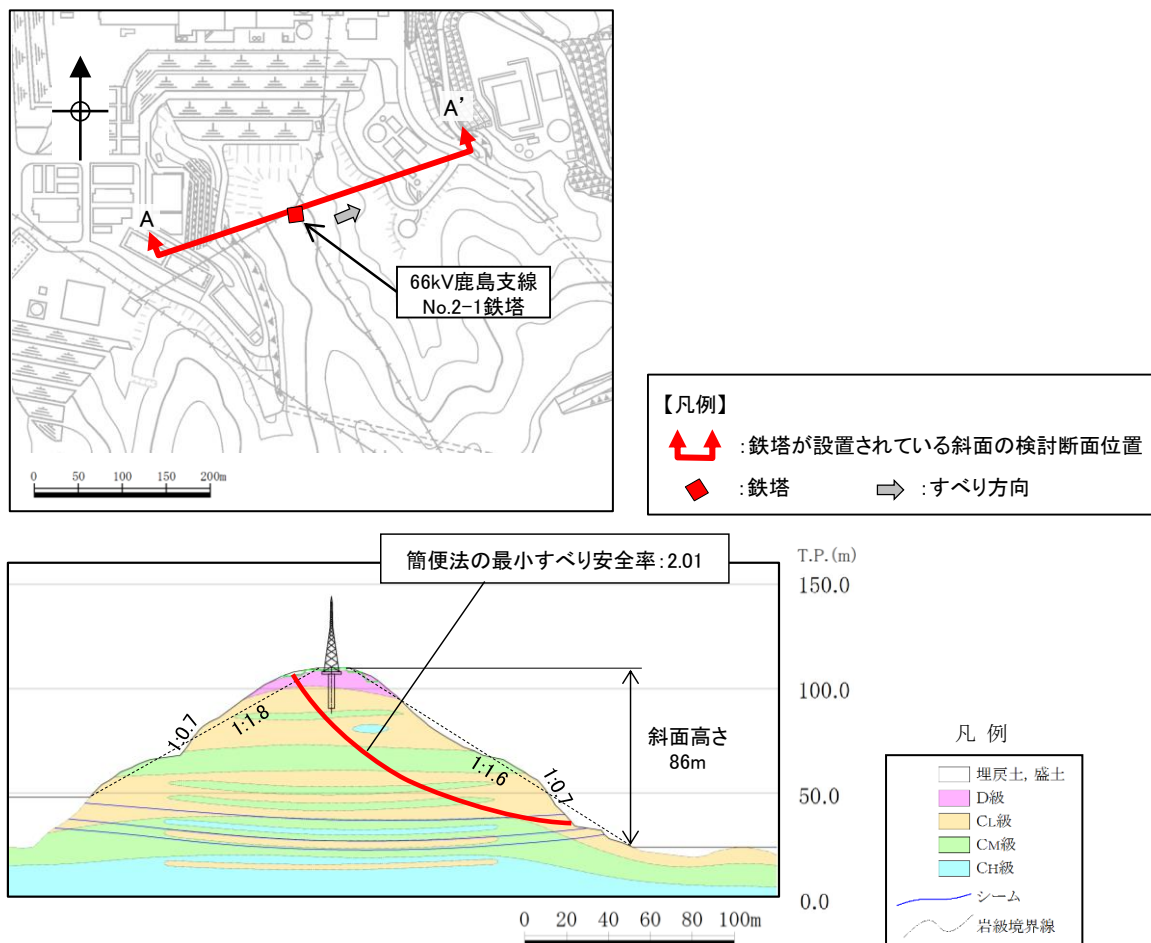 A
A’
66kV鹿島支線
No.2-1鉄塔
0 50 100 150 200m
【凡例】
:鉄塔が設置されている斜面の検討断面位置
:鉄塔
:すべり方向
簡便法の最小すべり安全率:2.01
T.P.(m)
150.0
100.0
50.0
0.0
1:0.7
1:1.8
1:1.6
1:0.7
斜面高さ
86m
0 20 40 60 80 100m
凡 例
埋戻土, 盛土
D級
CL級
CM級
CH級
シーム
岩級境界線